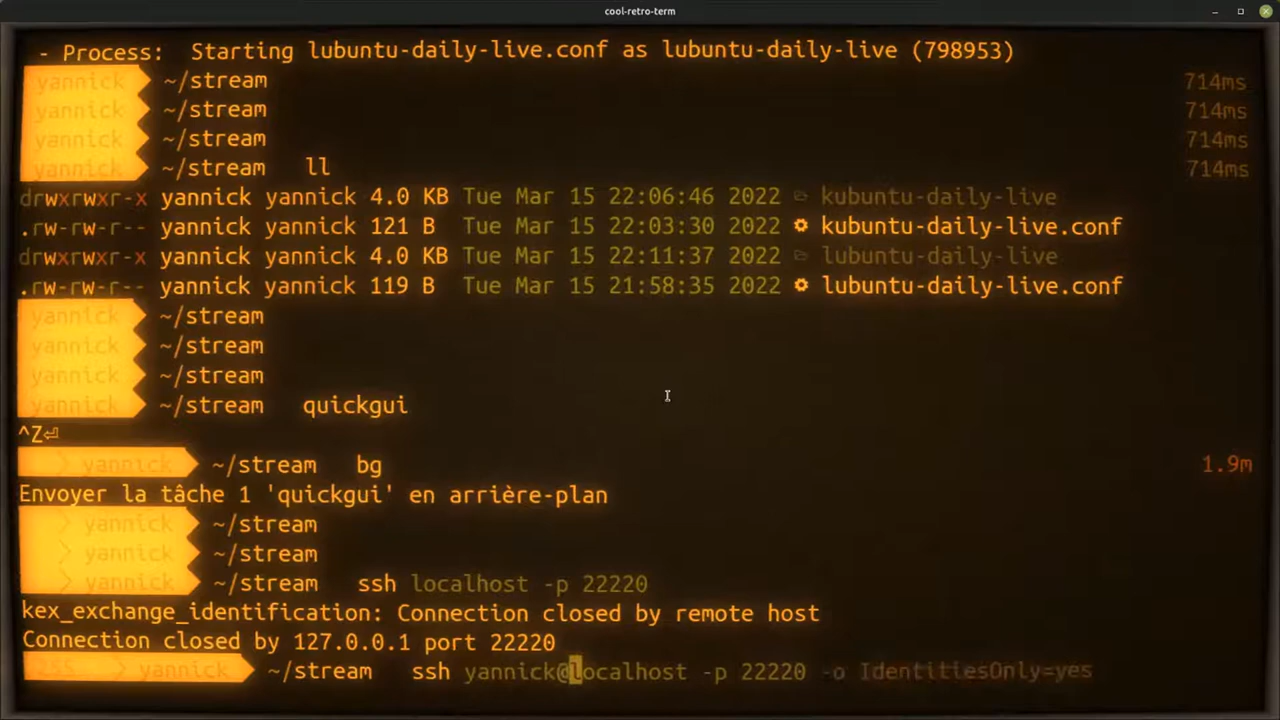 cool-retro-term
- Process:  Starting lubuntu-daily-live.conf as lubuntu-daily-live (798953)
yannick ~/stream 714ms
yannick ~/stream 714ms
yannick ~/stream 714ms
yannick ~/stream ll 714ms
drwxrwxr-x yannick yannick 4.0 KB Tue Mar 15 22:06:46 2022 kubuntu-daily-live
.rw-rw-r-- yannick yannick 121 B Tue Mar 15 22:03:30 2022 kubuntu-daily-live.conf
drwxrwxr-x yannick yannick 4.0 KB Tue Mar 15 22:11:37 2022 lubuntu-daily-live
.rw-rw-r-- yannick yannick 119 B Tue Mar 15 21:58:35 2022 lubuntu-daily-live.conf
yannick ~/stream
yannick ~/stream
yannick ~/stream
yannick ~/stream quickgui
^Z⏎
yannick ~/stream bg 1.9m
Envoyer la tâche 1 'quickgui' en arrière-plan
yannick ~/stream
yannick ~/stream
yannick ~/stream ssh localhost -p 22220
kex_exchange_identification: Connection closed by remote host
Connection closed by 127.0.0.1 port 22220
255 yannick ~/stream ssh yannick@localhost -p 22220 -o IdentitiesOnly=yes